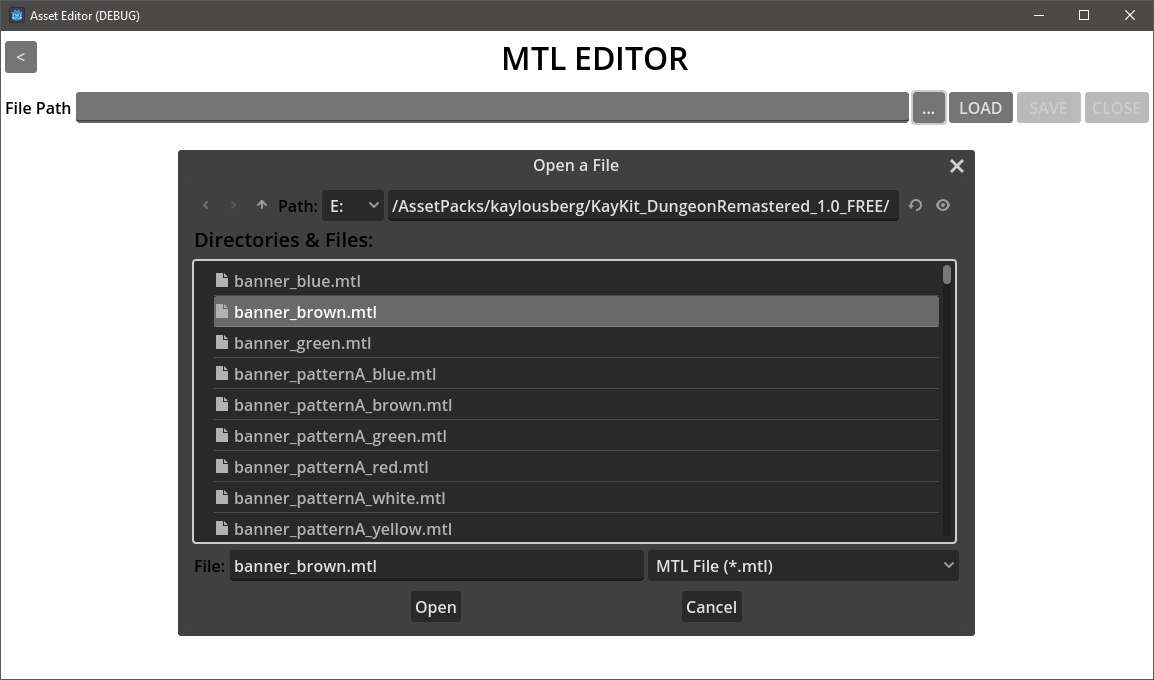 Asset Editor (DEBUG)
<
MTL EDITOR
File Path ... LOAD SAVE CLOSE
Open a File
Path: E: /AssetPacks/kaylousberg/KayKit_DungeonRemastered_1.0_FREE/
Directories & Files:
banner_blue.mtl
banner_brown.mtl
banner_green.mtl
banner_patternA_blue.mtl
banner_patternA_brown.mtl
banner_patternA_green.mtl
banner_patternA_red.mtl
banner_patternA_white.mtl
banner_patternA_yellow.mtl
File: banner_brown.mtl MTL File (*.mtl)
Open Cancel